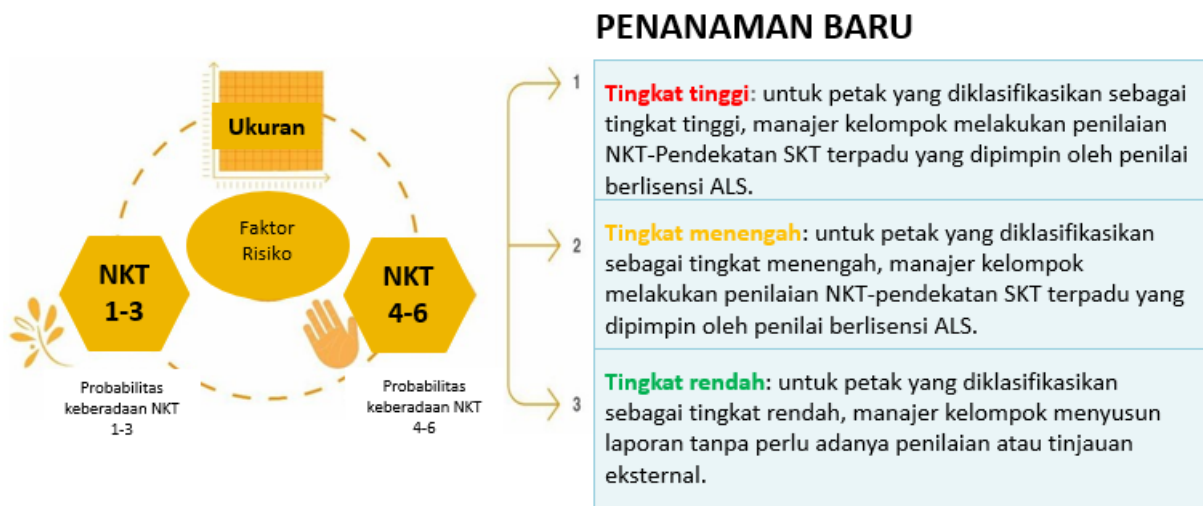 PENANAMAN BARU
Ukuran
Faktor
Risiko
NKT
1-3
NKT
4-6
Probabilitas
keberadaan NKT
1-3
Probabilitas
keberadaan NKT
4-6
1
Tingkat tinggi: untuk petak yang diklasifikasikan sebagai
tingkat tinggi, manajer kelompok melakukan penilaian
NKT-Pendekatan SKT terpadu yang dipimpin oleh penilai
berlisensi ALS.
2
Tingkat menengah: untuk petak yang diklasifikasikan
sebagai tingkat menengah, manajer kelompok
melakukan penilaian NKT-pendekatan SKT terpadu yang
dipimpin oleh penilai berlisensi ALS.
3
Tingkat rendah: untuk petak yang diklasifikasikan
sebagai tingkat rendah, manajer kelompok menyusun
laporan tanpa perlu adanya penilaian atau tinjauan
eksternal.